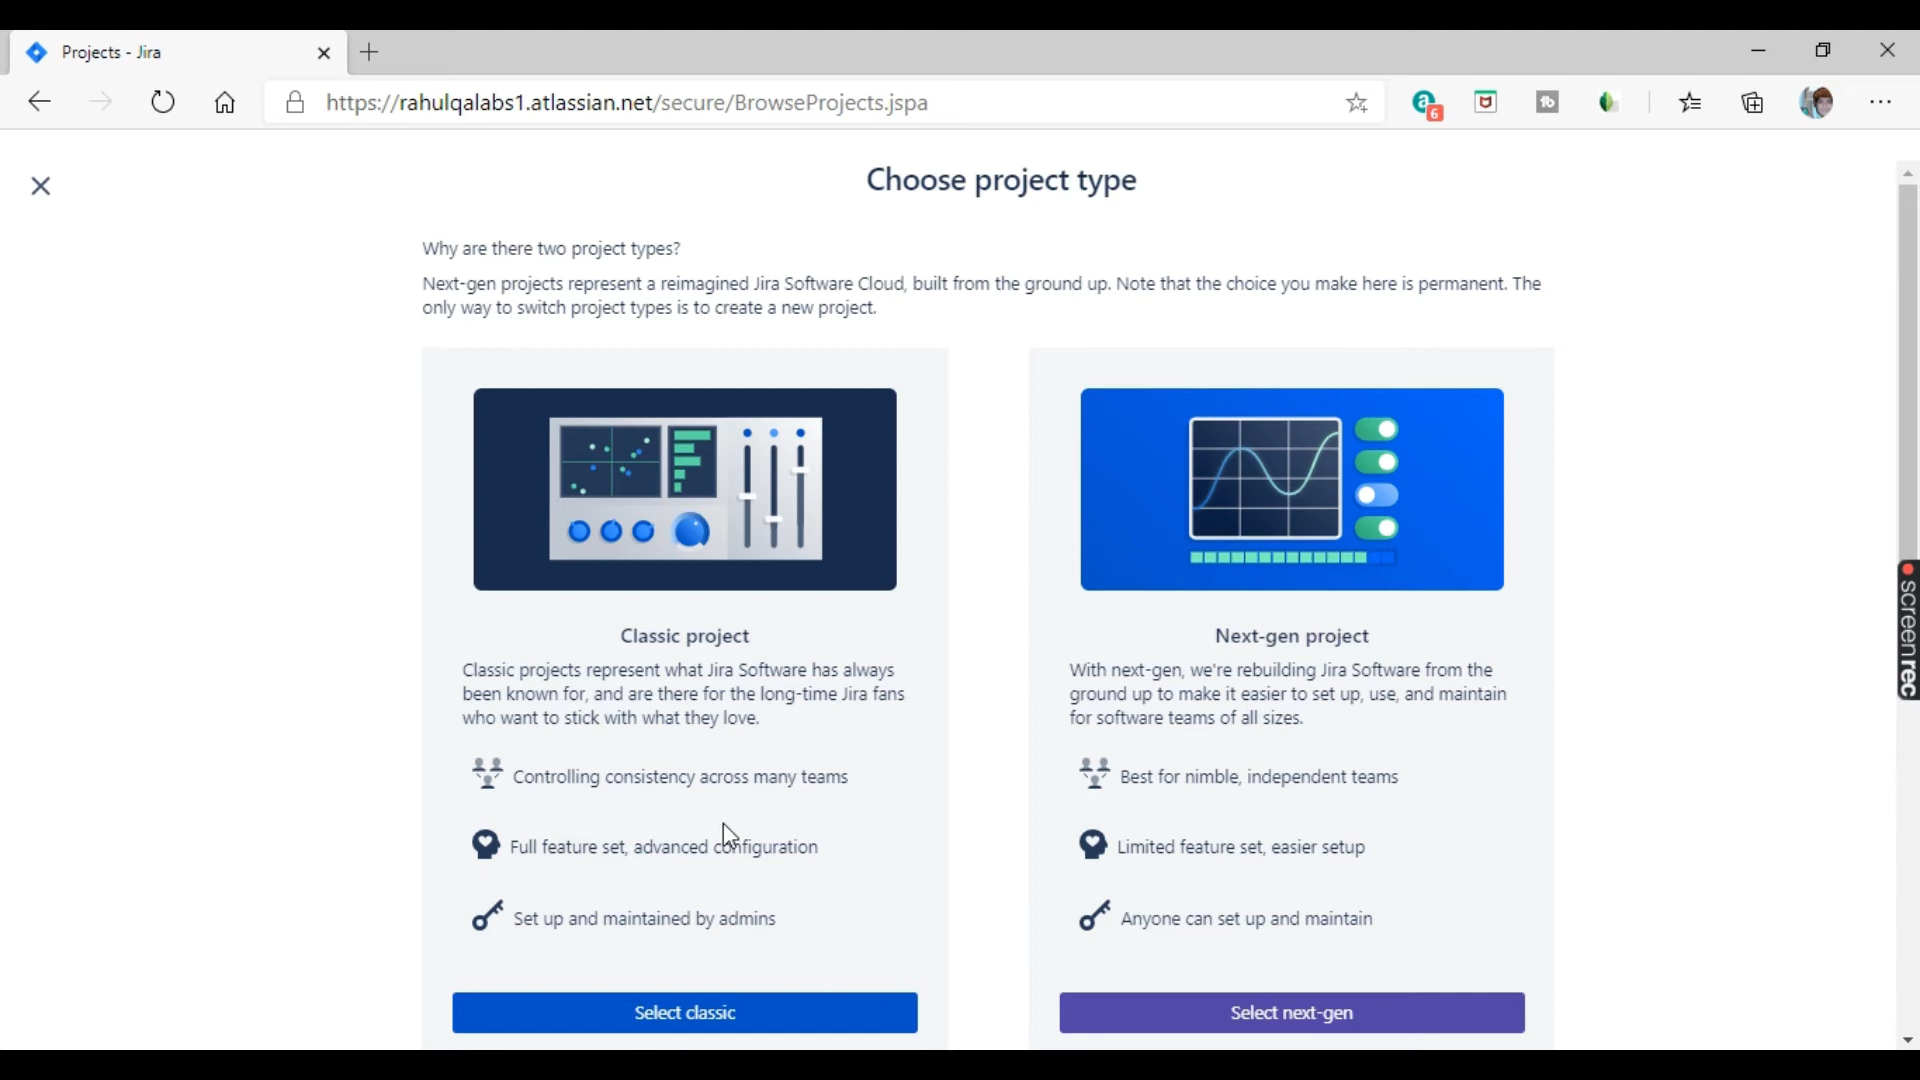 Projects - Jira
https://rahulqalabs1.atlassian.net/secure/BrowseProjects.jspa
a
6
tb
Choose project type
Why are there two project types?
Next-gen projects represent a reimagined Jira Software Cloud, built from the ground up. Note that the choice you make here is permanent. The
only way to switch project types is to create a new project.
Classic project
Classic projects represent what Jira Software has always
been known for, and are there for the long-time Jira fans
who want to stick with what they love.
Controlling consistency across many teams
Full feature set, advanced configuration
Set up and maintained by admins
Select classic
Next-gen project
With next-gen, we're rebuilding Jira Software from the
ground up to make it easier to set up, use, and maintain
for software teams of all sizes.
Best for nimble, independent teams
Limited feature set, easier setup
Anyone can set up and maintain
Select next-gen
screenrec